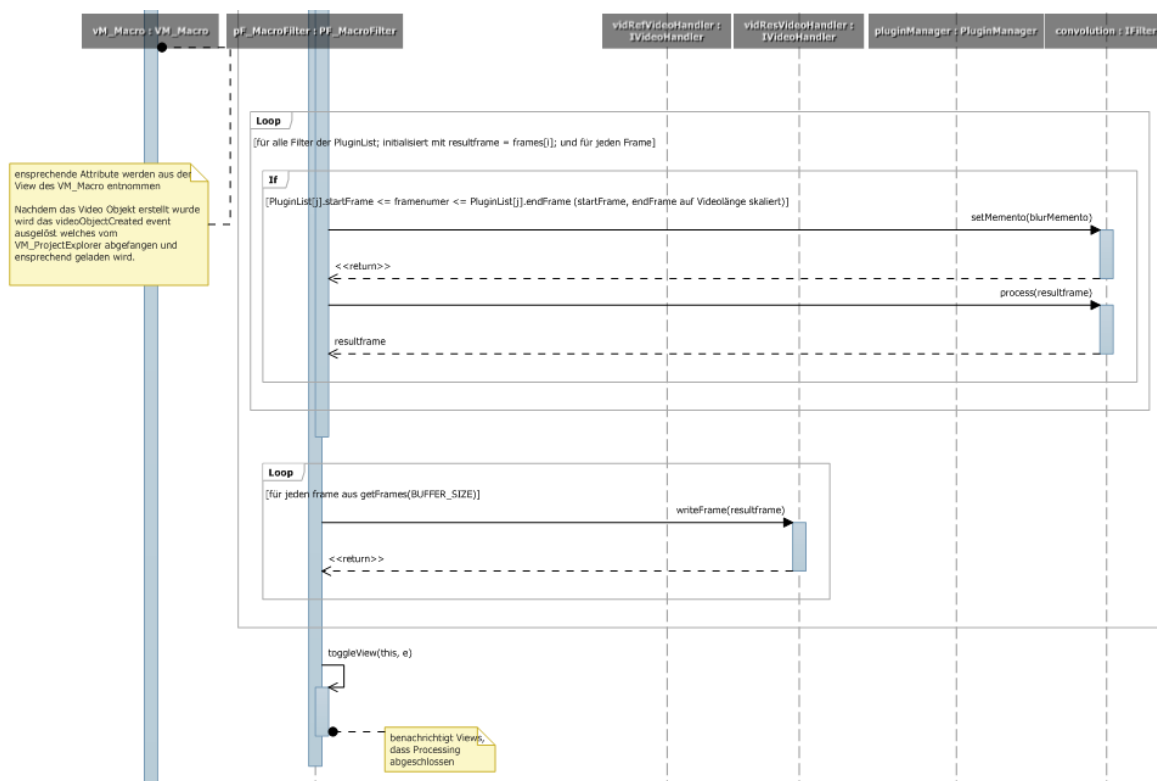 vM_Macro : VM_Macro
pF_MacroFilter : PF_MacroFilter
vidRefVideoHandler :
IVideoHandler
vidResVideoHandler :
IVideoHandler
pluginManager : PluginManager
convolution : IFilter
Loop
[für alle Filter der PluginList; initialisiert mit resultframe = frames[i]; und für jeden Frame]
ensprechende Attribute werden aus der
View des VM_Macro entnommen
Nachdem das Video Objekt erstellt wurde
wird das videoObjectCreated event
ausgelöst welches vom
VM_ProjectExplorer abgefangen und
ensprechend geladen wird.
If
[PluginList[j].startFrame <= framenumer <= PluginList[j].endFrame (startFrame, endFrame auf Videolänge skaliert)]
setMemento(blurMemento)
<<return>>
process(resultframe)
resultframe
Loop
[für jeden frame aus getFrames(BUFFER_SIZE)]
writeFrame(resultframe)
<<return>>
toggleView(this, e)
benachrichtigt Views,
dass Processing
abgeschlossen